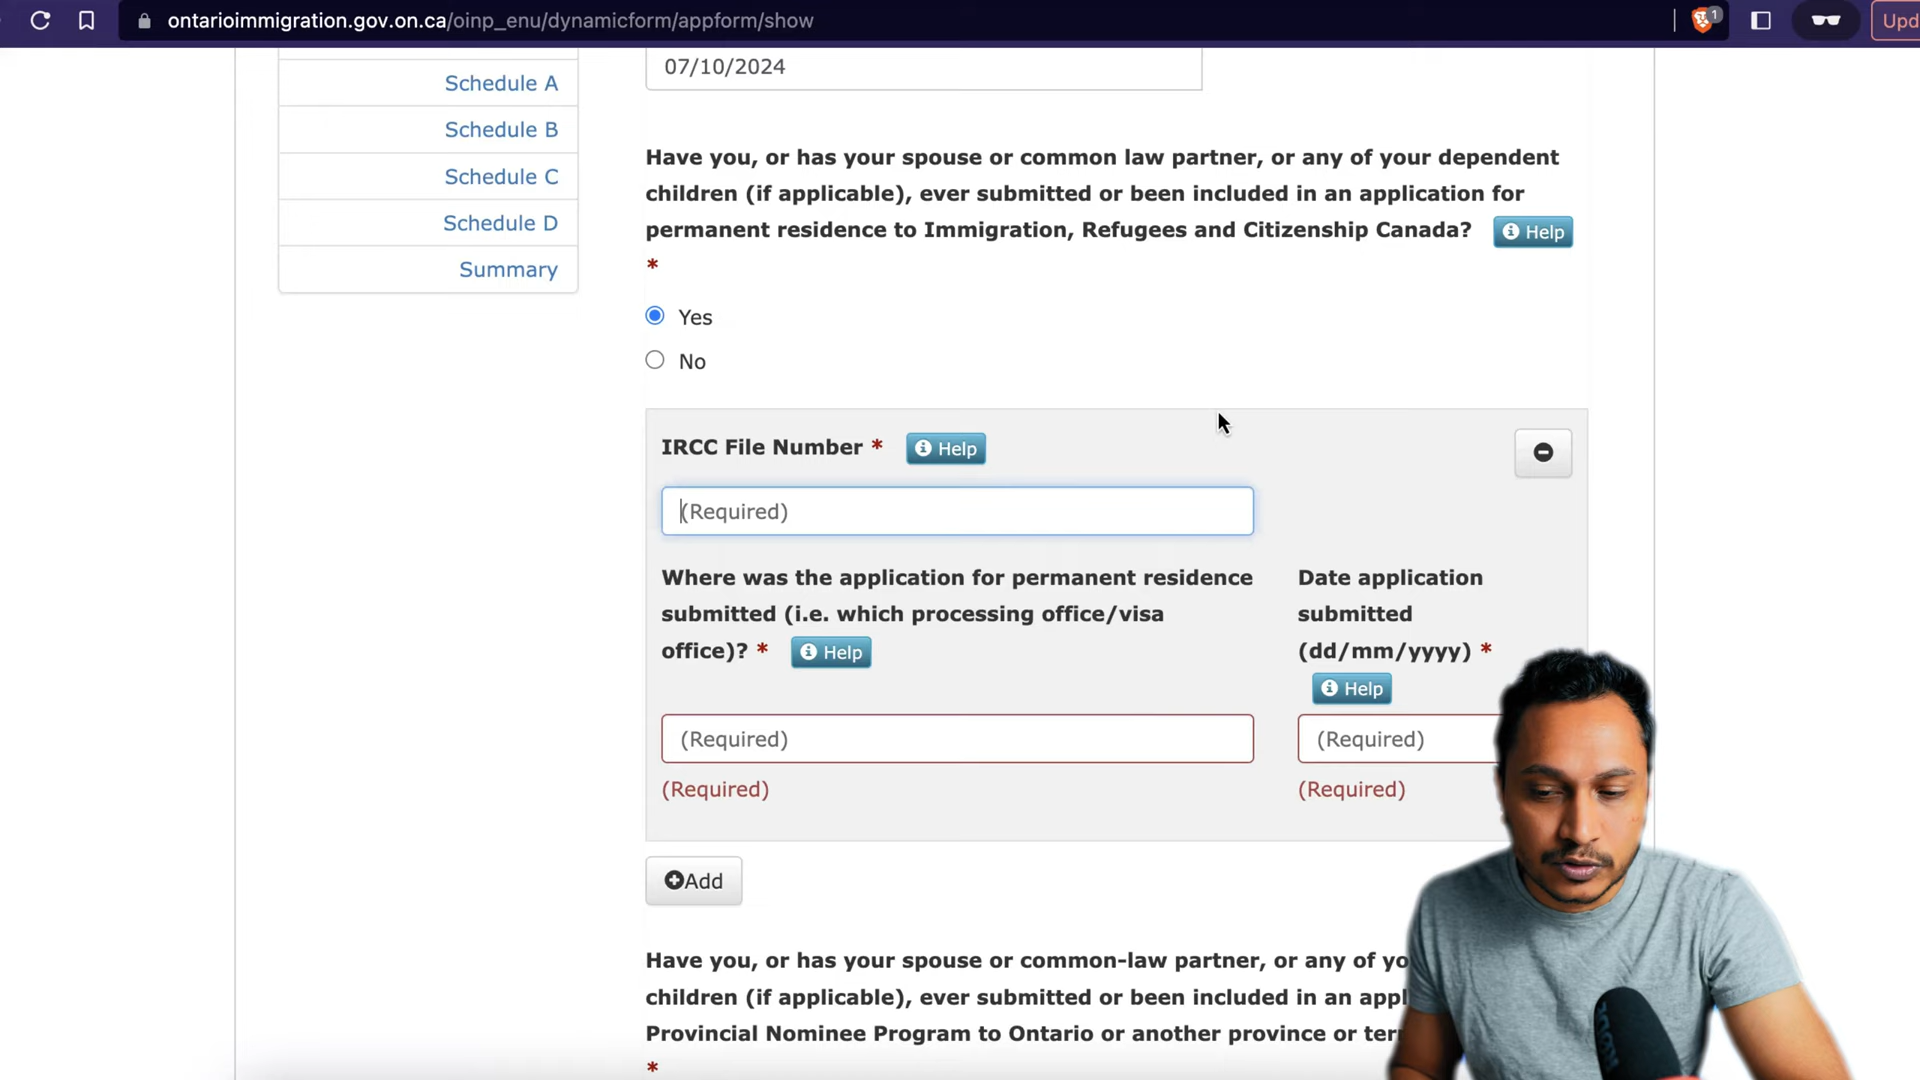 ontarioimmigration.gov.on.ca/oinp_enu/dynamicform/appform/show
1
Upd
Schedule A
Schedule B
Schedule C
Schedule D
Summary
07/10/2024
Have you, or has your spouse or common law partner, or any of your dependent
children (if applicable), ever submitted or been included in an application for
permanent residence to Immigration, Refugees and Citizenship Canada? Help
*
Yes
No
IRCC File Number * Help
(Required)
Where was the application for permanent residence
submitted (i.e. which processing office/visa
office)? * Help
(Required)
(Required)
Date application
submitted
(dd/mm/yyyy) *
Help
(Required)
(Required)
Add
Have you, or has your spouse or common-law partner, or any of yo
children (if applicable), ever submitted or been included in an appl
Provincial Nominee Program to Ontario or another province or terr
*